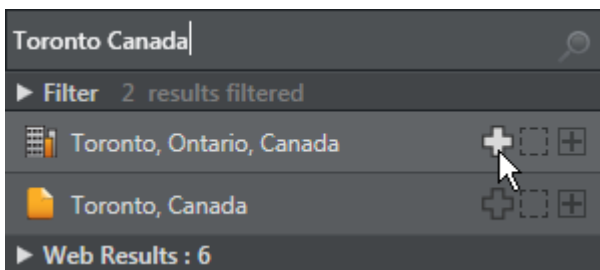 Toronto Canada
Filter 2 results filtered
Toronto, Ontario, Canada
Toronto, Canada
Web Results : 6